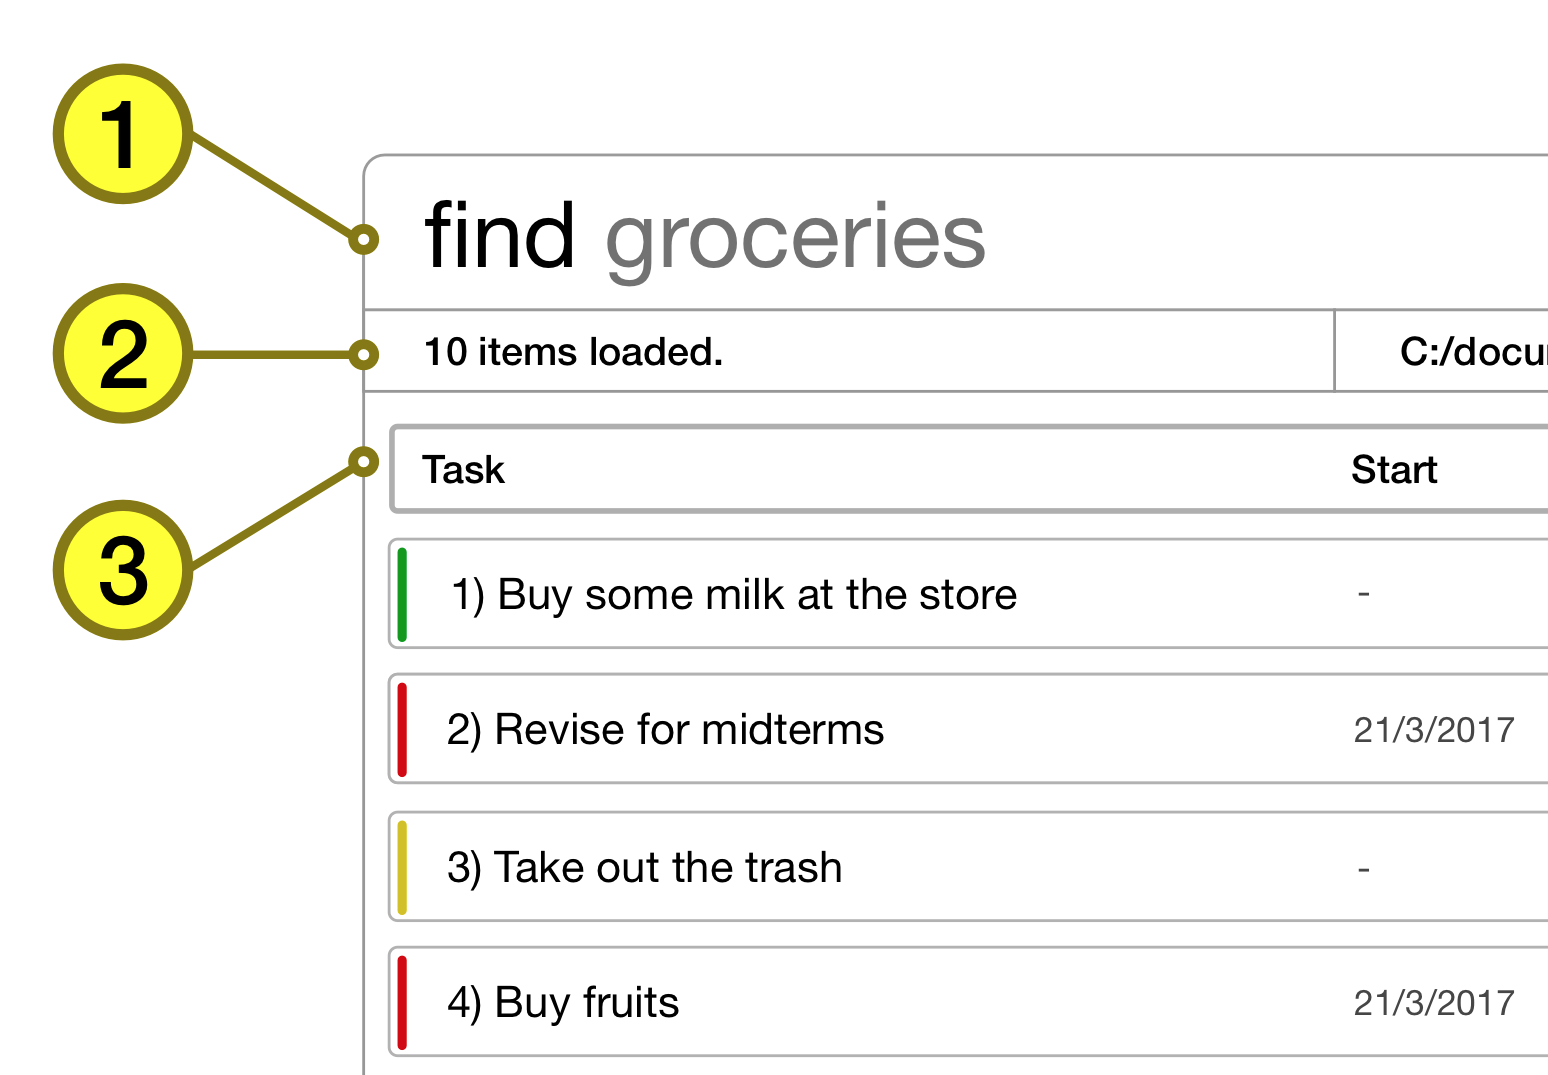 1
find groceries
2
10 items loaded.
C:/docu
3
Task Start
1) Buy some milk at the store -
2) Revise for midterms 21/3/2017
3) Take out the trash -
4) Buy fruits 21/3/2017